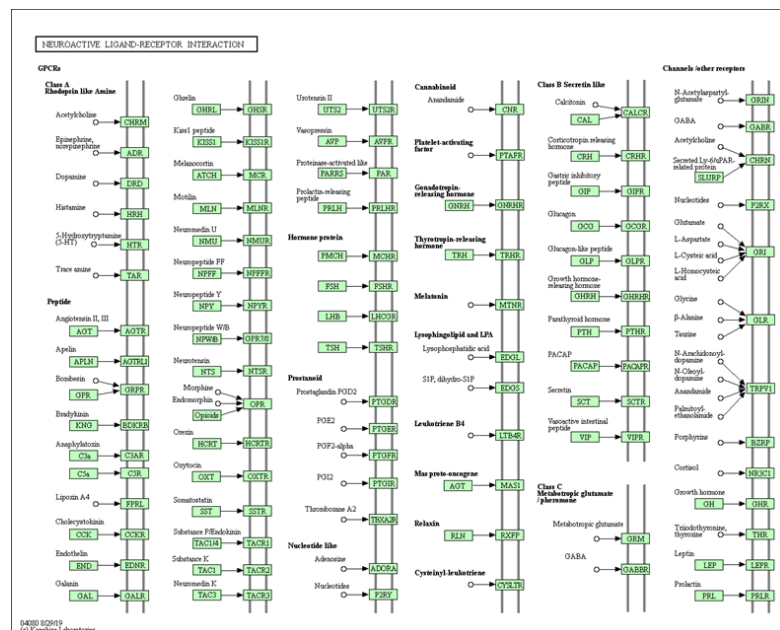 NEUROACTIVE LIGAND-RECEPTOR INTERACTION
GPCRs
Class A
Rhodopsin like Amine
Acetylcholine
CHRM
Epinephrine,
norepinephrine
ADR
Dopamine
DRD
Histamine
HRH
5-Hydroxytryptamine
(5-HT)
HTR
Trace amine
TAR
Peptide
Angiotensin II, III
AGT AGTR
Apelin
APLN AGTRL1
Bombesin
GPR GRPR
Bradykinin
KNG BDKRB
Anaphylatoxin
C3a C3AR
C5a C5R
Lipoxin A4
FPRL
Cholecystokinin
CCK CCKR
Endothelin
END EDNR
Galanin
GAL GALR
Ghrelin
GHRL GHSR
Kiss1 peptide
KISS1 KISS1R
Melanocortin
ATCH MCR
Motilin
MLN MLNR
Neuromedin U
NMU NMUR
Neuropeptide FF
NPFF NPFFR
Neuropeptide Y
NPY NPYR
Neuropeptide W/B
NPW/B GPR7/8
Neurotensin
NTS NTSR
Morphine
Endomorphin
Opioids OPR
Orexin
HCRT HCRTR
Oxytocin
OXT OXTR
Somatostatin
SST SSTR
Substance P/Endokinin
TAC1/4 TACR1
Substance K
TAC1 TACR2
Neuromedin K
TAC3 TACR3
Urotensin II
UTS2 UTS2R
Vasopressin
AVP AVPR
Proteinase-activated like
PARRS PAR
Prolactin-releasing
peptide
PRLH PRLHR
Hormone protein
PMCH MCHR
FSH FSHR
LHB LHCGR
TSH TSHR
Prostanoid
Prostaglandin PGD2
PTGDR
PGE2
PTGER
PGF2-alpha
PTGFR
PGI2
PTGIR
Thromboxane A2
TBXA2R
Nucleotide like
Adenosine
ADORA
Nucleotides
P2RY
Cannabinoid
Anandamide
CNR
Platelet-activating
factor
PTAFR
Gonadotropin-
releasing hormone
GNRH GNRHR
Thyrotropin-releasing
hormone
TRH TRHR
Melatonin
MTNR
Lysophingolipid and LPA
Lysophosphatidic acid
EDGL
S1P, dihydro-S1P
EDGS
Leukotriene B4
LTB4R
Mas proto-oncogene
AGT MAS1
Relaxin
RLN RXFP
Cysteinyl-leukotriene
CYSLTR
Class B Secretin like
Calcitonin
CAL CALCR
Corticotropin releasing
hormone
CRH CRHR
Gastric inhibitory
peptide
GIP GIPR
Glucagon
GCG GCGR
Glucagon-like peptide
GLP GLPR
Growth hormone-
releasing hormone
GHRH GHRHR
Parathyroid hormone
PTH PTHR
PACAP
PACAP PACAPR
Secretin
SCT SCTR
Vasoactive intestinal
peptide
VIP VIPR
Class C
Metabotropic glutamate
/pheromone
Metabotropic glutamate
GRM
GABA
GABBR
Channels /other receptors
N-Acetylaspartyl-
glutamate
GRIN
GABA
GABR
Acetylcholine
CHRN
Secreted Ly-6/uPAR-
related protein
SLURP
Nucleotides
P2RX
Glutamate
L-Aspartate
L-Cysteic acid
L-Homocysteic
acid
GRI
Glycine
β-Alanine
Taurine
GLR
N-Arachidonoyl-
dopamine
N-Oleoyl-
dopamine
Anandamide
Palmitoyl-
ethanolamide
TRPV1
Porphyrins
BZRP
Cortisol
NR3C1
Growth hormone
GH GHR
Triiodothyronine,
thyroxine
THR
Leptin
LEP LEPR
Prolactin
PRL PRLR
04080 8/29/19
(c) Kanehisa Laboratories